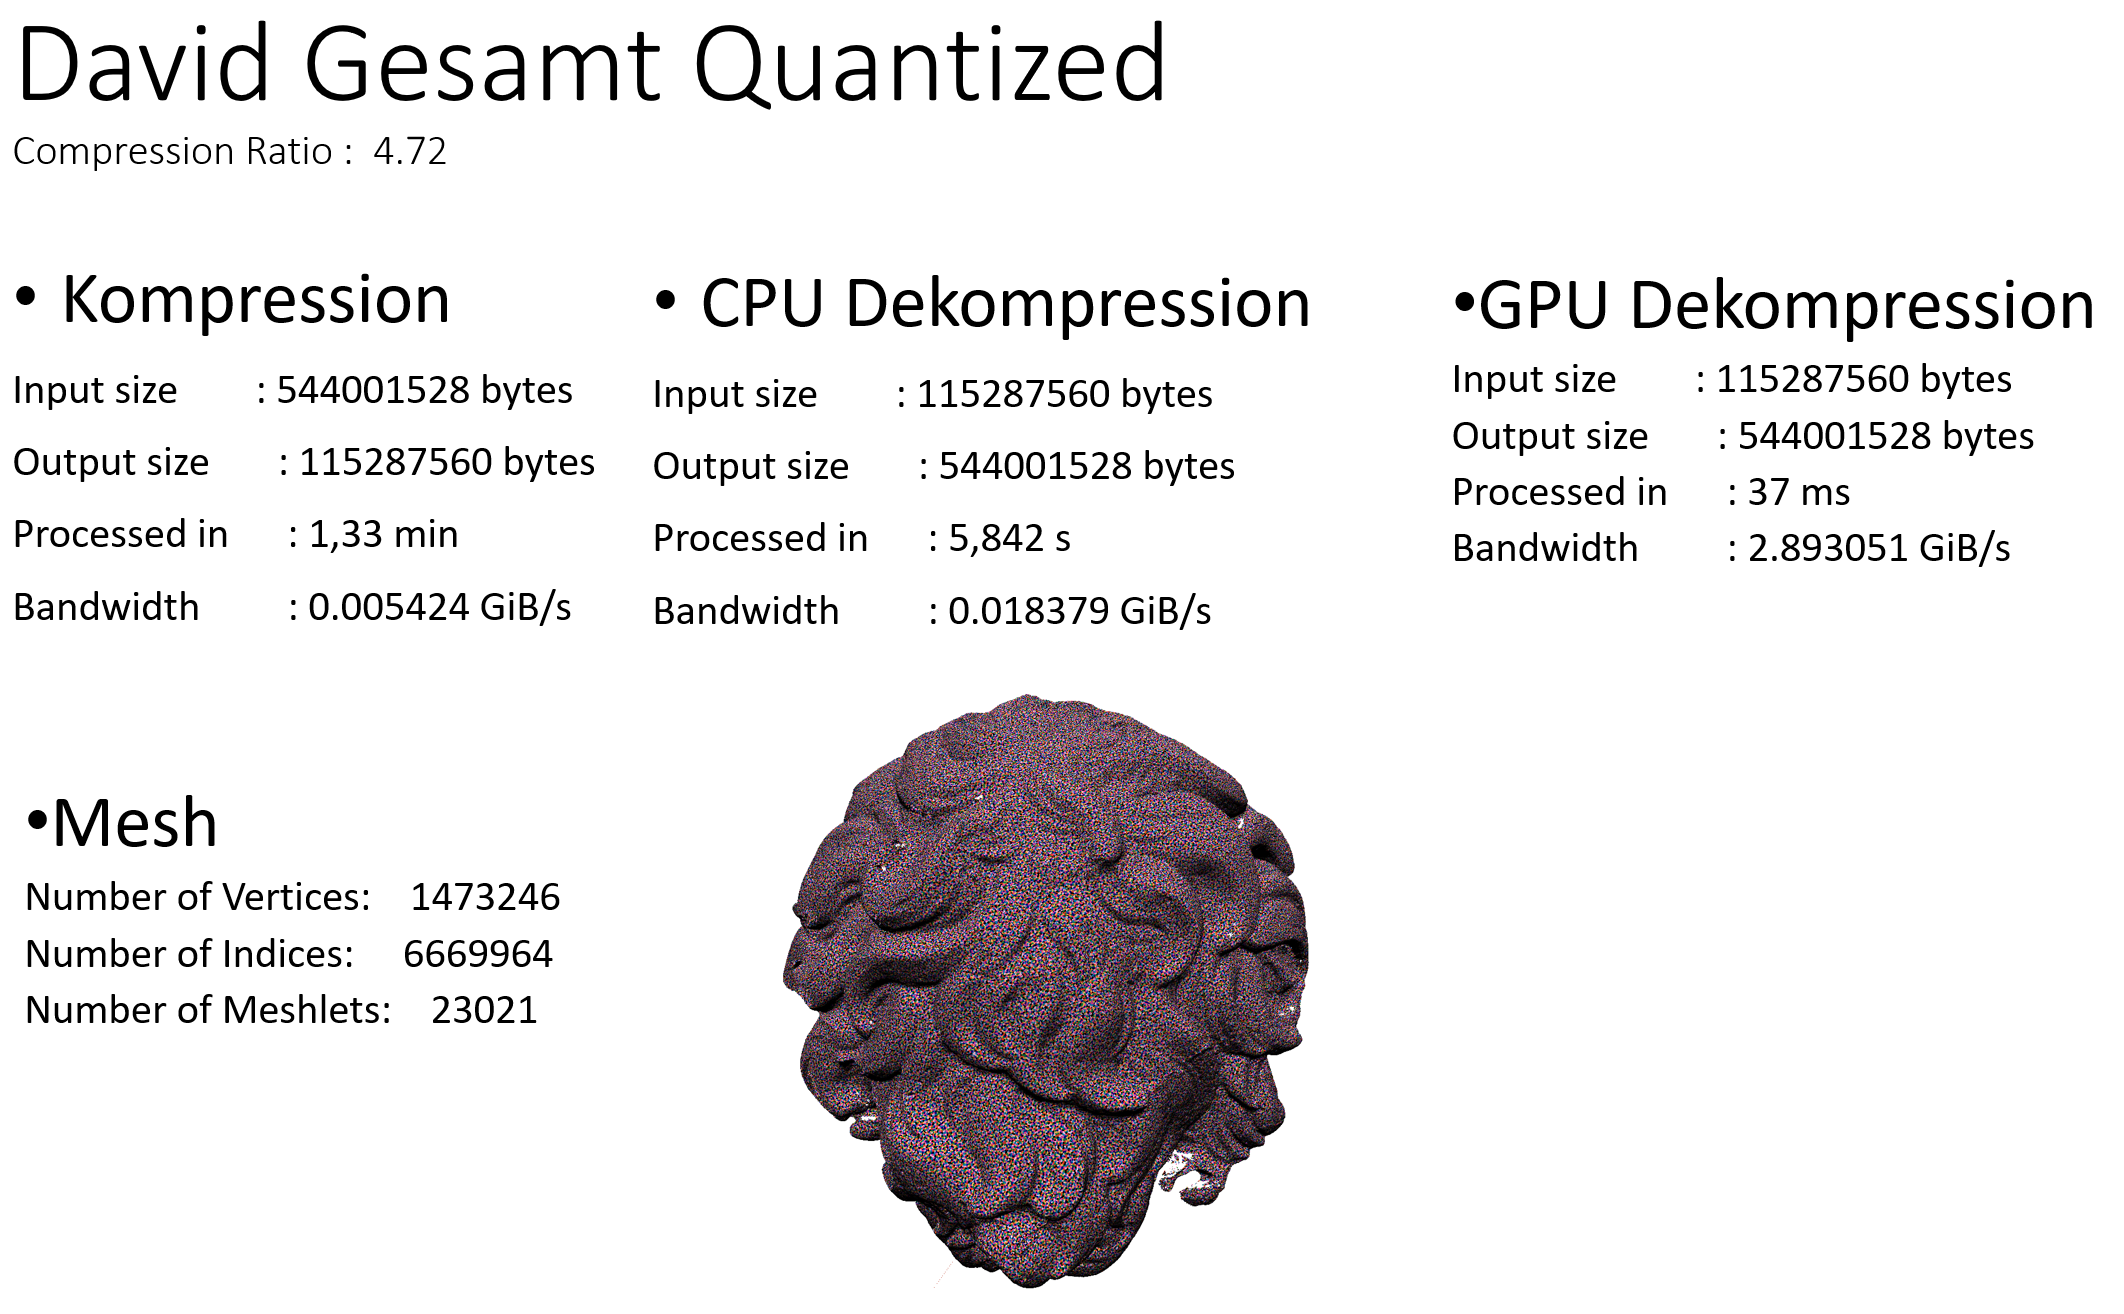 David Gesamt Quantized
Compression Ratio : 4.72
• Kompression
Input size : 544001528 bytes
Output size : 115287560 bytes
Processed in : 1,33 min
Bandwidth : 0.005424 GiB/s
• CPU Dekompression
Input size : 115287560 bytes
Output size : 544001528 bytes
Processed in : 5,842 s
Bandwidth : 0.018379 GiB/s
•GPU Dekompression
Input size : 115287560 bytes
Output size : 544001528 bytes
Processed in : 37 ms
Bandwidth : 2.893051 GiB/s
•Mesh
Number of Vertices: 1473246
Number of Indices: 6669964
Number of Meshlets: 23021